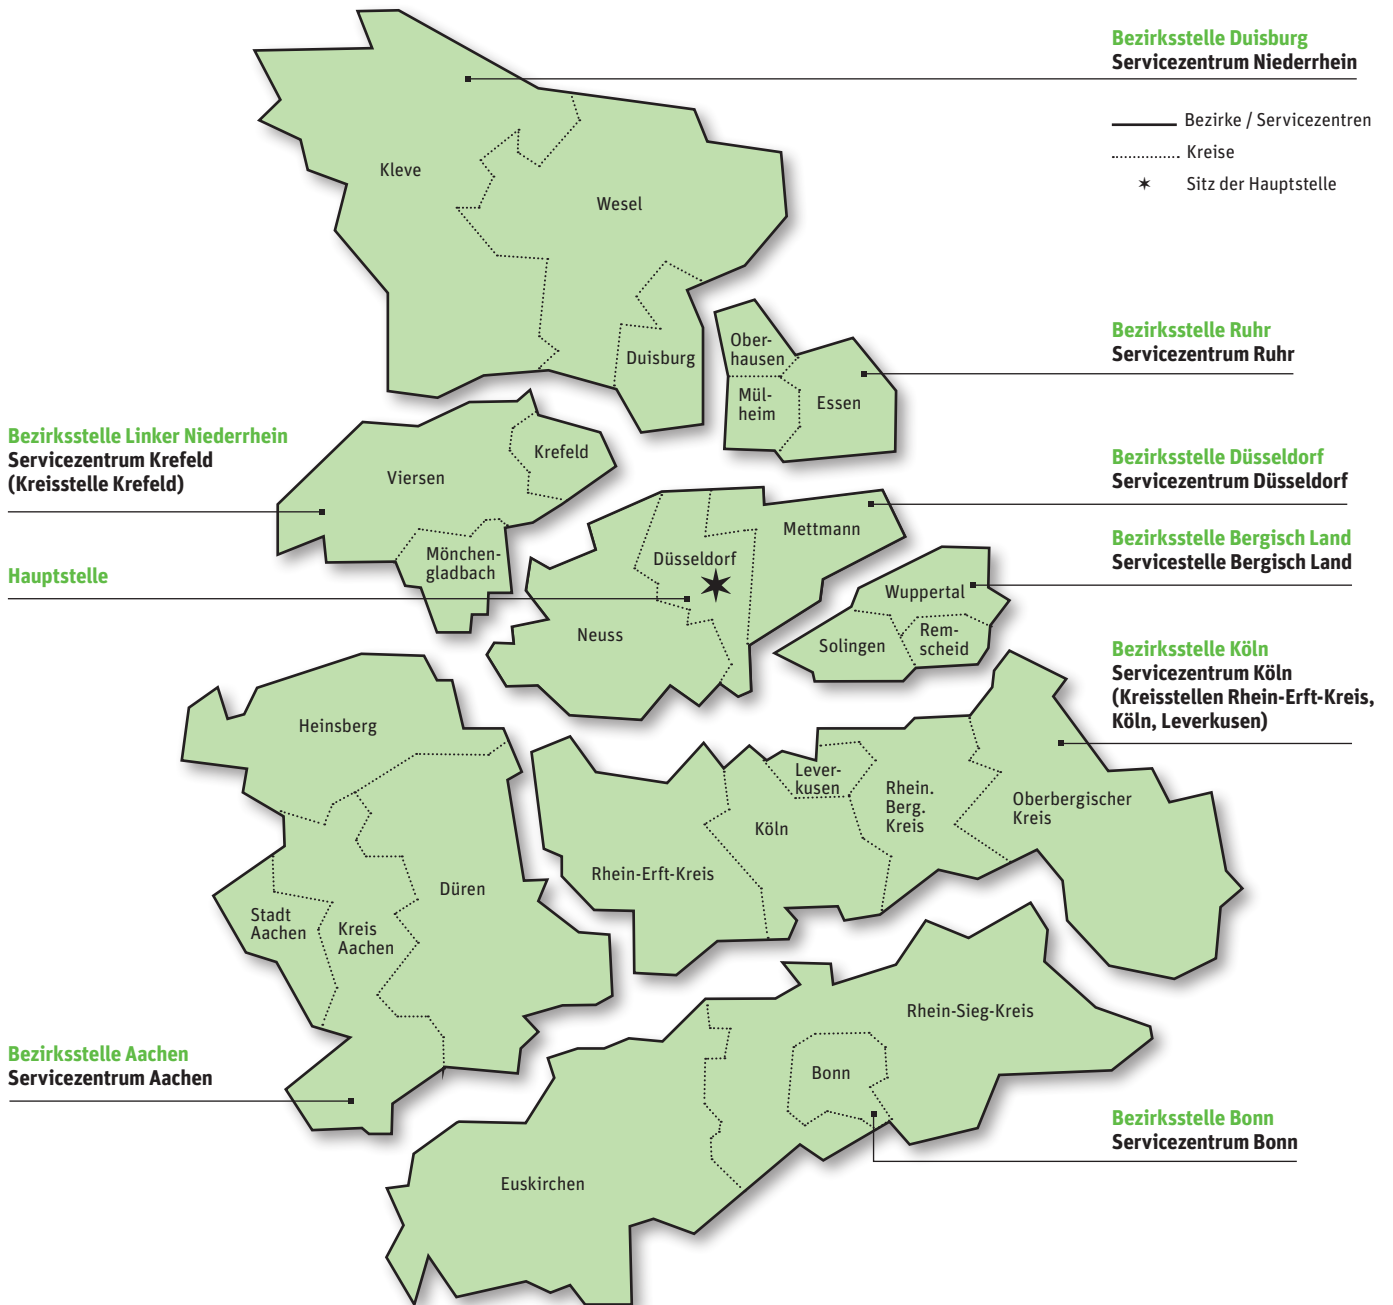 Bezirksstelle Duisburg
Servicezentrum Niederrhein
Bezirke / Servicezentren
Kreise
Sitz der Hauptstelle
Kleve
Wesel
Duisburg
Ober-
hausen
Mül-
heim
Essen
Bezirksstelle Ruhr
Servicezentrum Ruhr
Bezirksstelle Linker Niederrhein
Servicezentrum Krefeld
(Kreisstelle Krefeld)
Viersen
Krefeld
Mönchen-
gladbach
Bezirksstelle Düsseldorf
Servicezentrum Düsseldorf
Mettmann
Düsseldorf
Neuss
Hauptstelle
Bezirksstelle Bergisch Land
Servicestelle Bergisch Land
Wuppertal
Solingen
Rem-
scheid
Bezirksstelle Köln
Servicezentrum Köln
(Kreisstellen Rhein-Erft-Kreis,
Köln, Leverkusen)
Heinsberg
Düren
Stadt
Aachen
Kreis
Aachen
Rhein-Erft-Kreis
Köln
Lever-
kusen
Rhein.
Berg.
Kreis
Oberbergischer
Kreis
Bezirksstelle Aachen
Servicezentrum Aachen
Rhein-Sieg-Kreis
Bonn
Euskirchen
Bezirksstelle Bonn
Servicezentrum Bonn